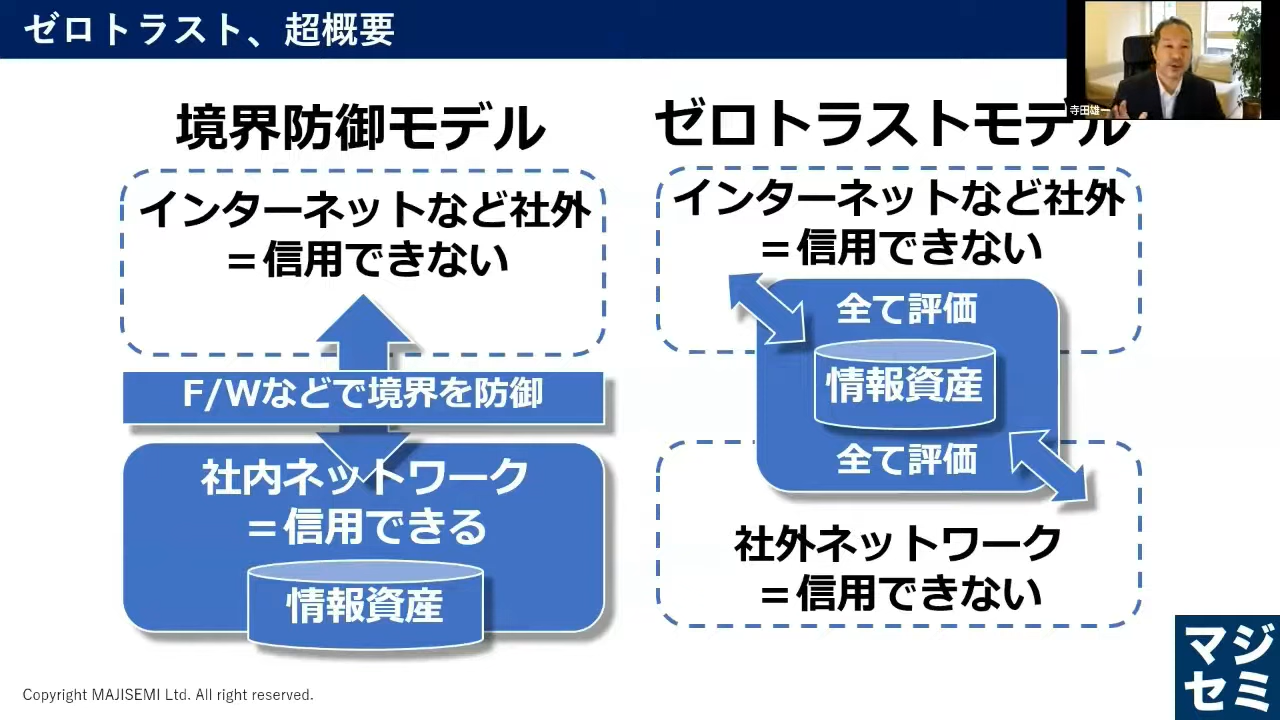 ゼロトラスト、超概要
寺田雄一
境界防御モデル
インターネットなど社外
＝信用できない
F/Wなどで境界を防御
社内ネットワーク
＝信用できる
情報資産
ゼロトラストモデル
インターネットなど社外
＝信用できない
全て評価
情報資産
全て評価
社外ネットワーク
＝信用できない
Copyright MAJISEMI Ltd. All right reserved.
マジ
セミ